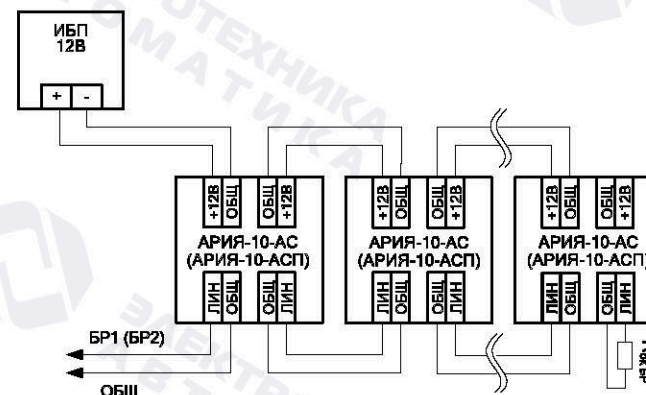 ИБП
12В
+ -
+12В ОБЩ ОБЩ +12В
АРИЯ-10-АС
(АРИЯ-10-АСП)
ЛИН ОБЩ ОБЩ ЛИН
+12В ОБЩ ОБЩ +12В
АРИЯ-10-АС
(АРИЯ-10-АСП)
ЛИН ОБЩ ОБЩ ЛИН
+12В ОБЩ ОБЩ +12В
АРИЯ-10-АС
(АРИЯ-10-АСП)
ЛИН ОБЩ ОБЩ ЛИН
БР1 (БР2)
ОБЩ